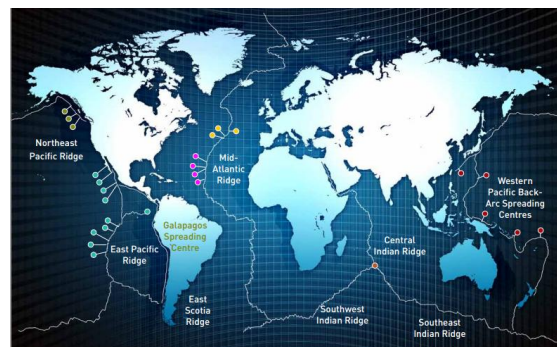 Northeast
Pacific Ridge
Mid-
Atlantic
Ridge
Western
Pacific Back-
Arc Spreading
Centres
Galapagos
Spreading
Centre
East Pacific
Ridge
Central
Indian Ridge
East
Scotia
Ridge
Southwest
Indian Ridge
Southeast
Indian Ridge